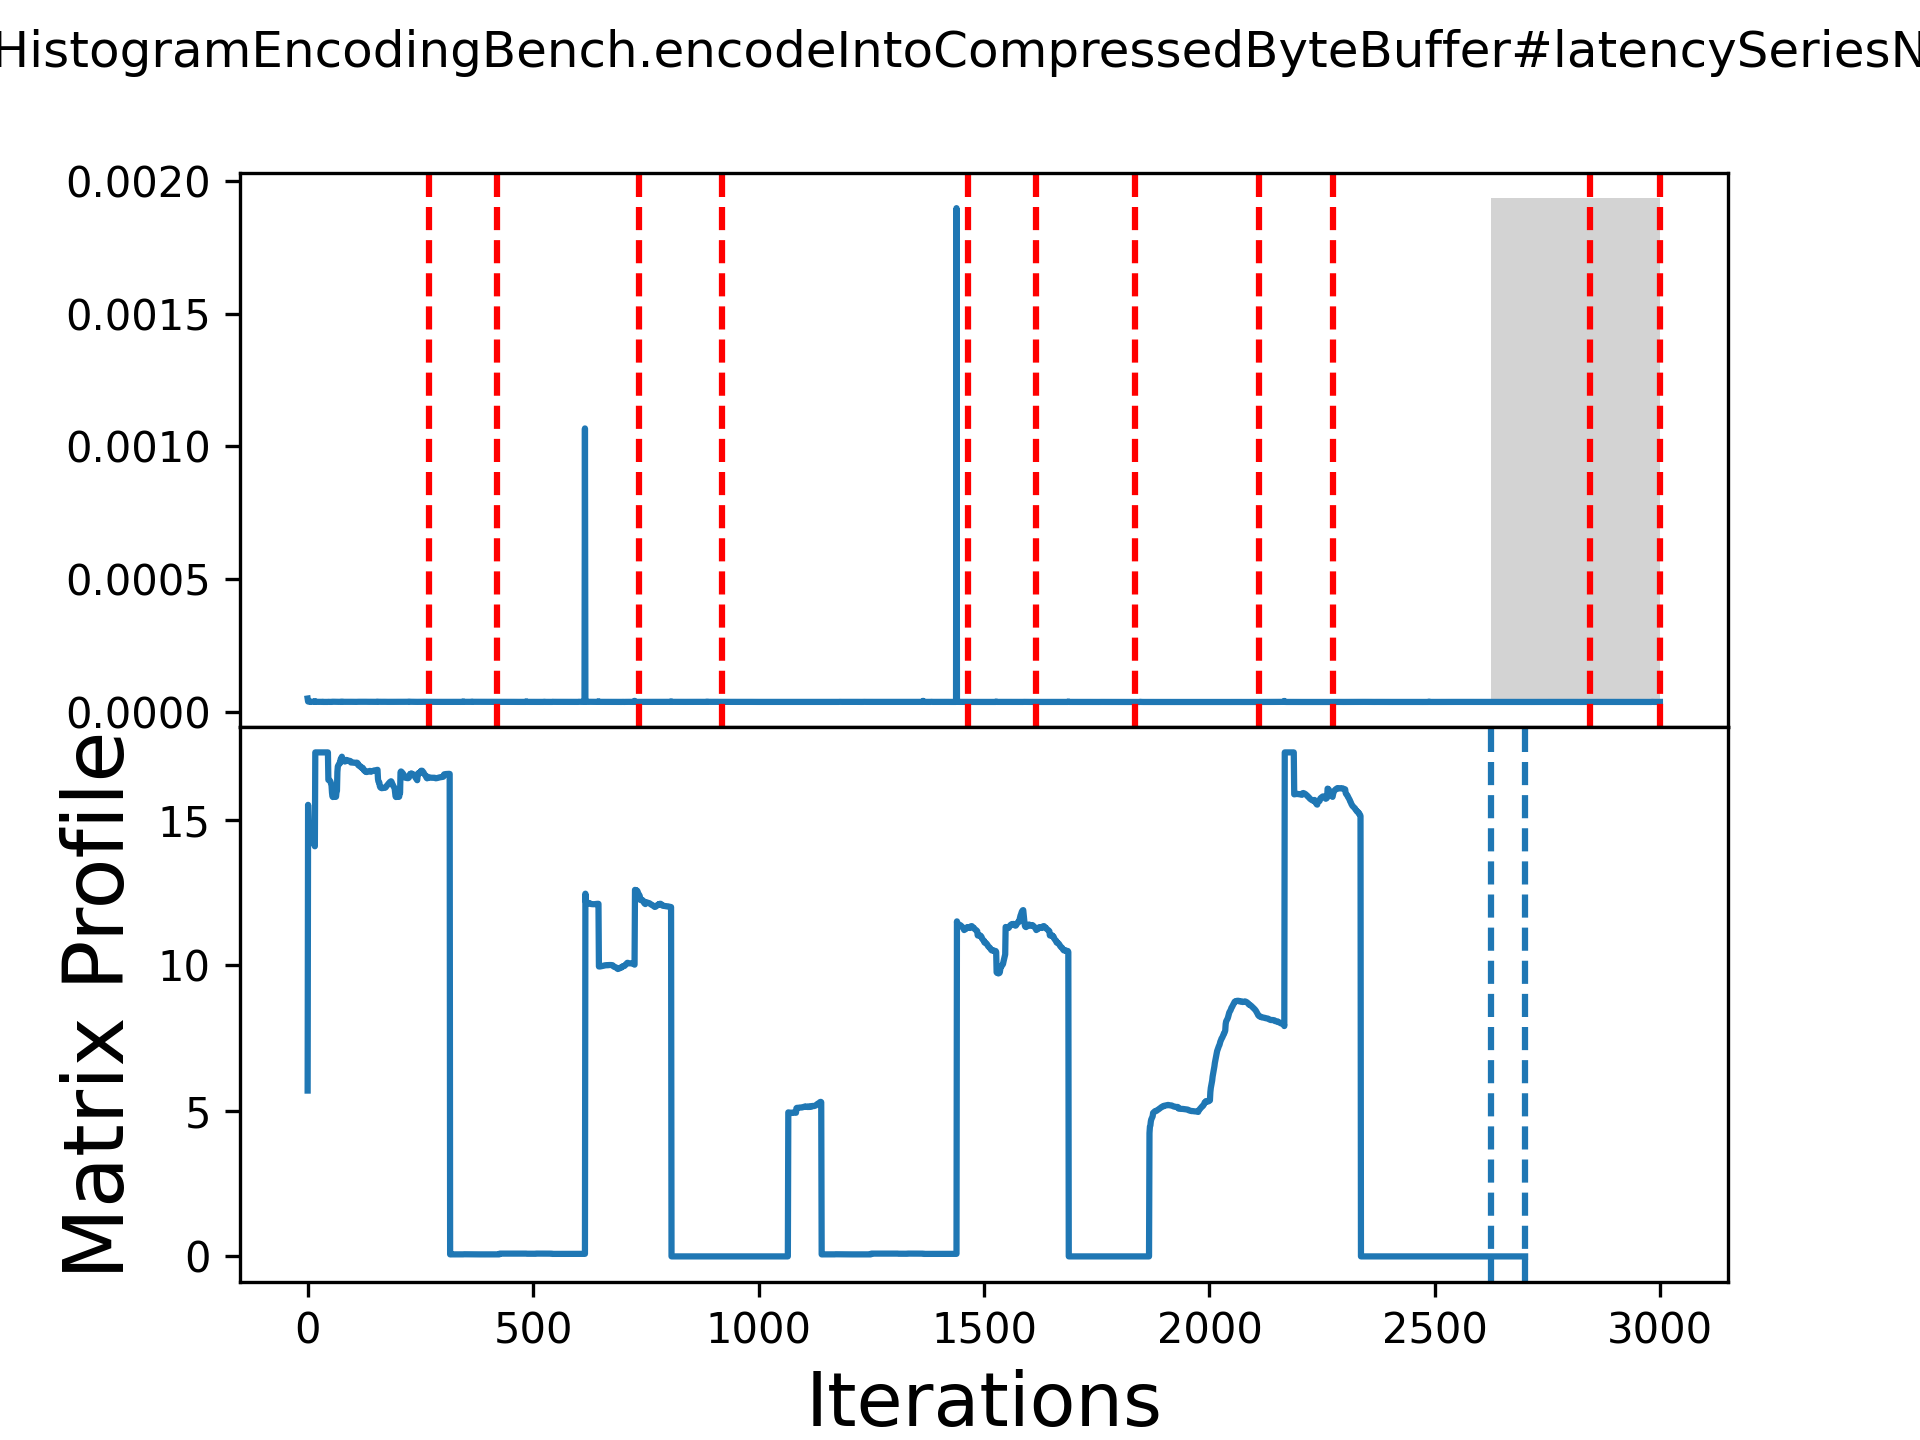 HistogramEncodingBench.encodeIntoCompressedByteBuffer#latencySeriesN
0.0020
0.0015
0.0010
0.0005
0.0000
Matrix Profile
15
10
5
0
0 500 1000 1500 2000 2500 3000
Iterations